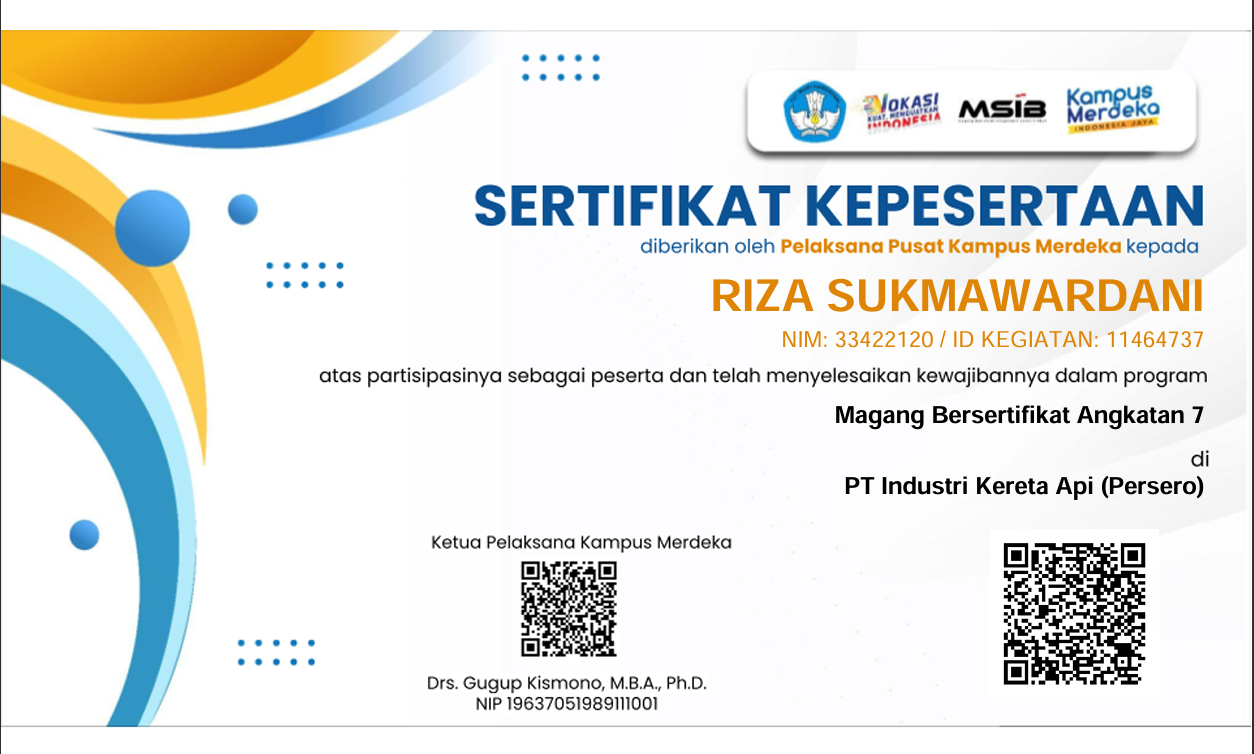 VOKASI
KUAT MENGUATKAN
INDONESIA
MSIB
Kampus
Merdeka
INDONESIA JAYA
SERTIFIKAT KEPESERTAAN
diberikan oleh Pelaksana Pusat Kampus Merdeka kepada
RIZA SUKMAWARDANI
NIM: 33422120 / ID KEGIATAN: 11464737
atas partisipasinya sebagai peserta dan telah menyelesaikan kewajibannya dalam program
Magang Bersertifikat Angkatan 7
di
PT Industri Kereta Api (Persero)
Ketua Pelaksana Kampus Merdeka
Drs. Gugup Kismono, M.B.A., Ph.D.
NIP 19637051989111001